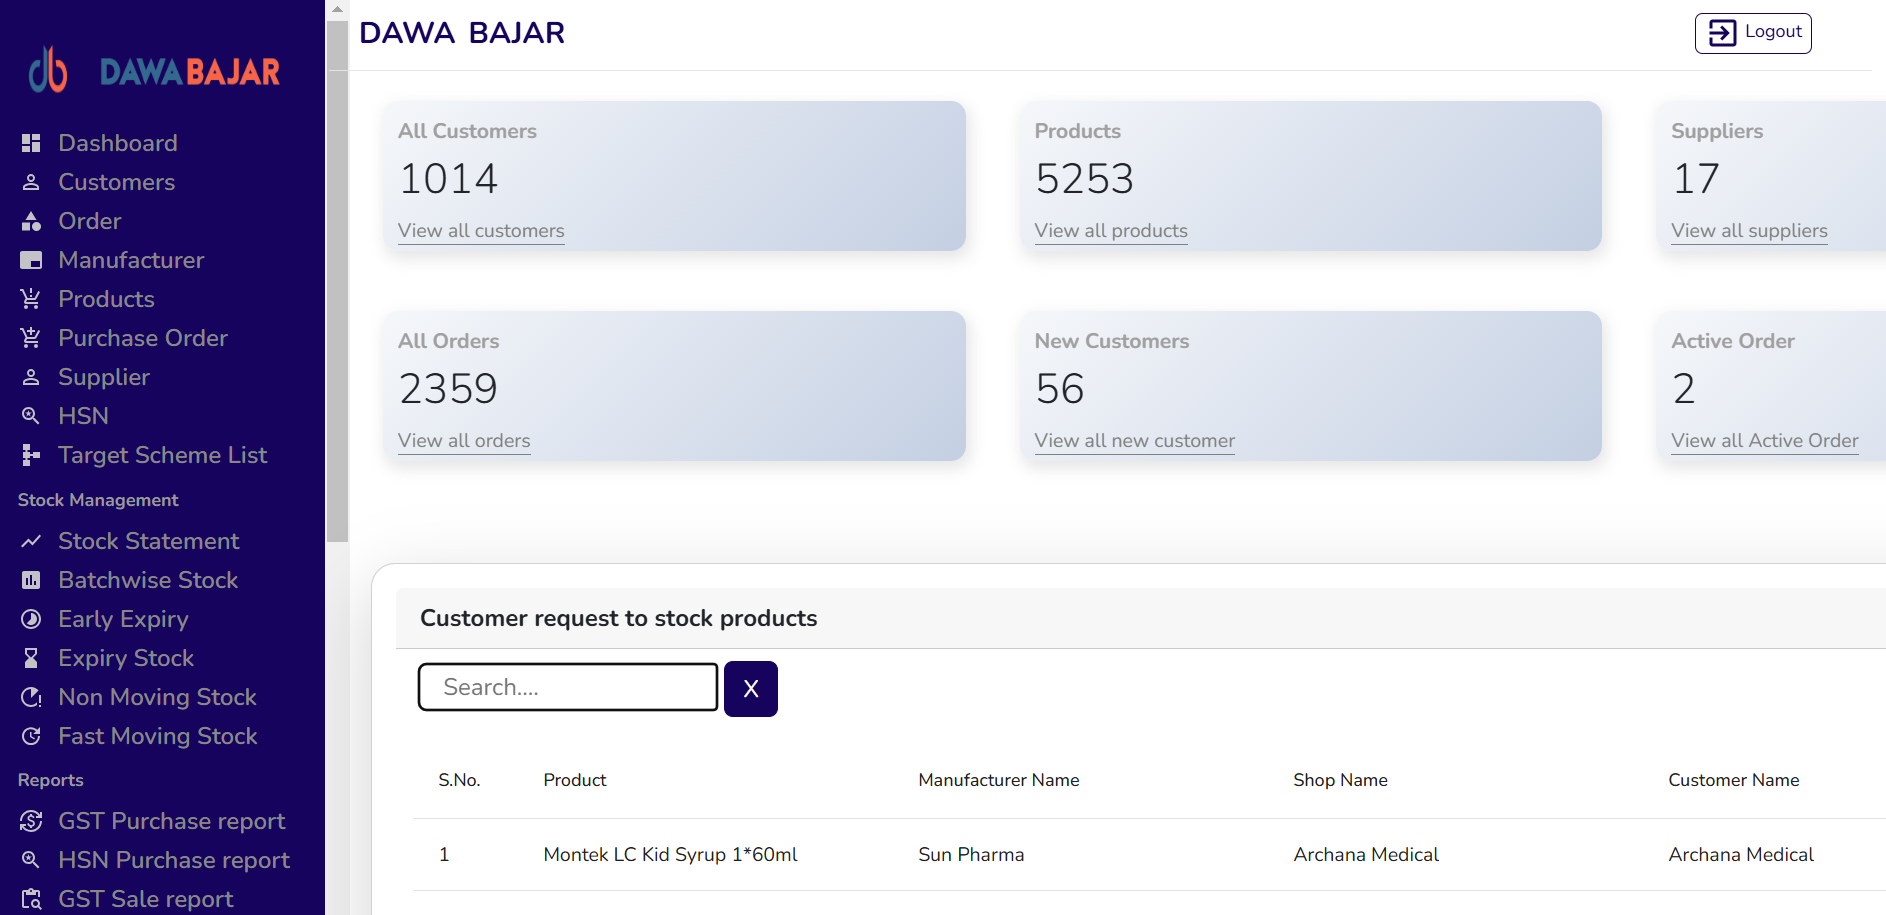 DAWA BAJAR
Dashboard
Customers
Order
Manufacturer
Products
Purchase Order
Supplier
HSN
Target Scheme List
Stock Management
Stock Statement
Batchwise Stock
Early Expiry
Expiry Stock
Non Moving Stock
Fast Moving Stock
Reports
GST Purchase report
HSN Purchase report
GST Sale report
DAWA BAJAR
Logout
All Customers
1014
View all customers
Products
5253
View all products
Suppliers
17
View all suppliers
All Orders
2359
View all orders
New Customers
56
View all new customer
Active Order
2
View all Active Order
Customer request to stock products
Search....
X
S.No. Product Manufacturer Name Shop Name Customer Name
1 Montek LC Kid Syrup 1*60ml Sun Pharma Archana Medical Archana Medical